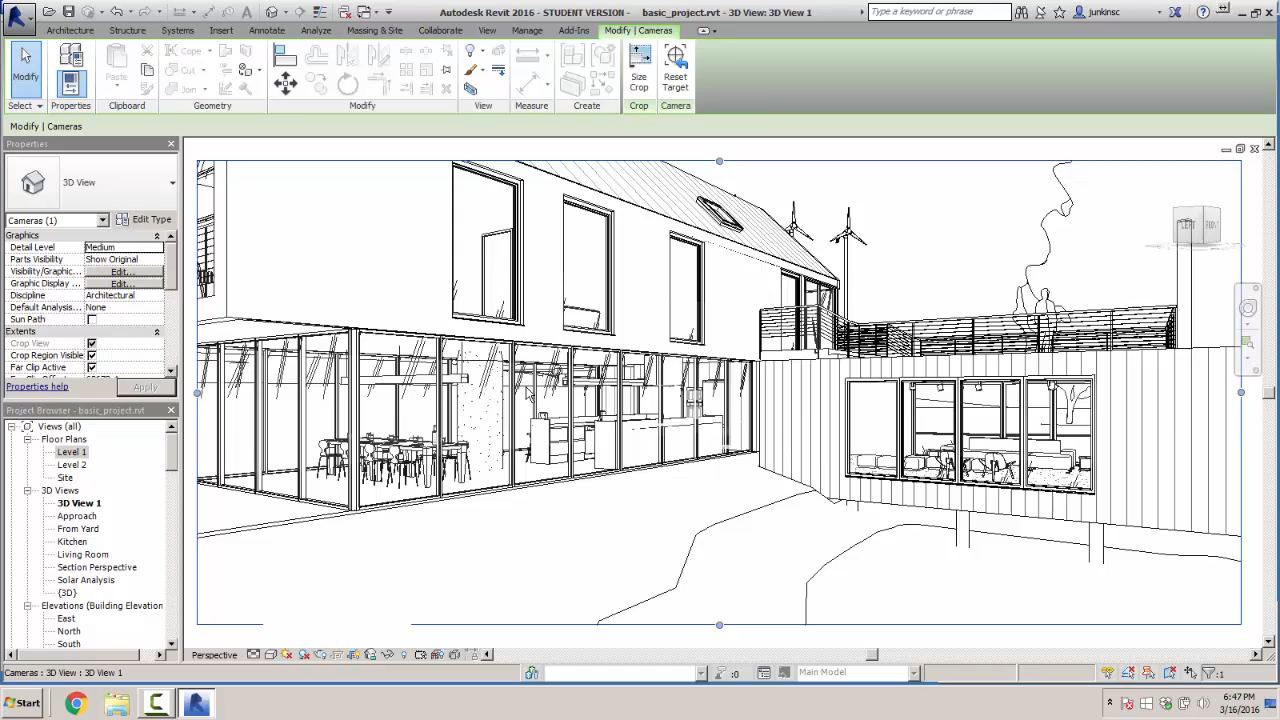 Autodesk Revit 2016 - STUDENT VERSION - basic_project.rvt - 3D View: 3D View 1
Type a keyword or phrase
junkinsc
Architecture Structure Systems Insert Annotate Analyze Massing & Site Collaborate View Manage Add-Ins Modify | Cameras
Modify
Paste
Cope
Cut
Join
Size
Crop
Reset
Target
Select Properties Clipboard Geometry Modify View Measure Create Crop Camera
Modify | Cameras
Properties
3D View
Cameras (1) Edit Type
Graphics
Detail Level Medium
Parts Visibility Show Original
Visibility/Graphic... Edit...
Graphic Display ... Edit...
Discipline Architectural
Default Analysis... None
Sun Path
Extents
Crop View
Crop Region Visible
Far Clip Active
Properties help Apply
Project Browser - basic_project.rvt
Views (all)
Floor Plans
Level 1
Level 2
Site
3D Views
3D View 1
Approach
From Yard
Kitchen
Living Room
Section Perspective
Solar Analysis
{3D}
Elevations (Building Elevation
East
North
South
LEFT
Perspective
Cameras : 3D View : 3D View 1
:0
Main Model
:1
Start
6:47 PM
3/16/2016